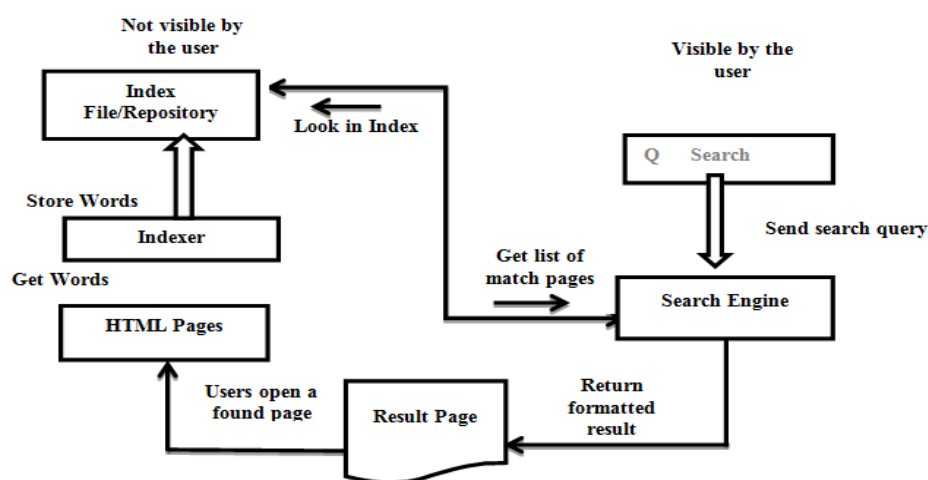 Not visible by
the user
Visible by the
user
Index
File/Repository
Look in Index
Q Search
Store Words
Send search query
Indexer
Get list of
match pages
Get Words
Search Engine
HTML Pages
Users open a
found page
Result Page
Return
formatted
result